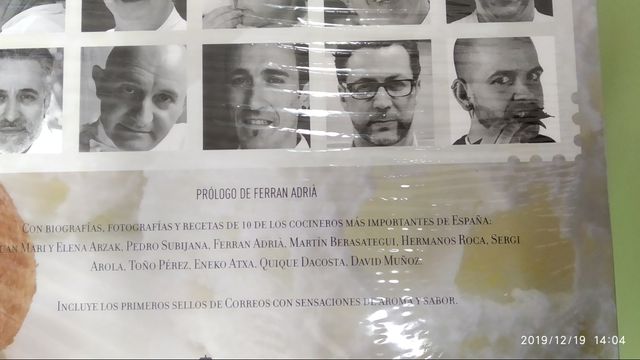 PRÓLOGO DE FERRAN ADRIÀ
CON BIOGRAFÍAS, FOTOGRAFÍAS Y RECETAS DE 10 DE LOS COCINEROS MÁS IMPORTANTES DE ESPAÑA:
MARI Y ELENA ARZAK, PEDRO SUBIJANA, FERRAN ADRIÀ, MARTÍN BERASATEGUI, HERMANOS ROCA, SERGI
AROLA, TOÑO PÉREZ, ENEKO ATXA, QUIQUE DACOSTA, DAVID MUÑOZ.
INCLUYE LOS PRIMEROS SELLOS DE CORREOS CON SENSACIONES DE AROMA Y SABOR.
2019/12/19 14:04